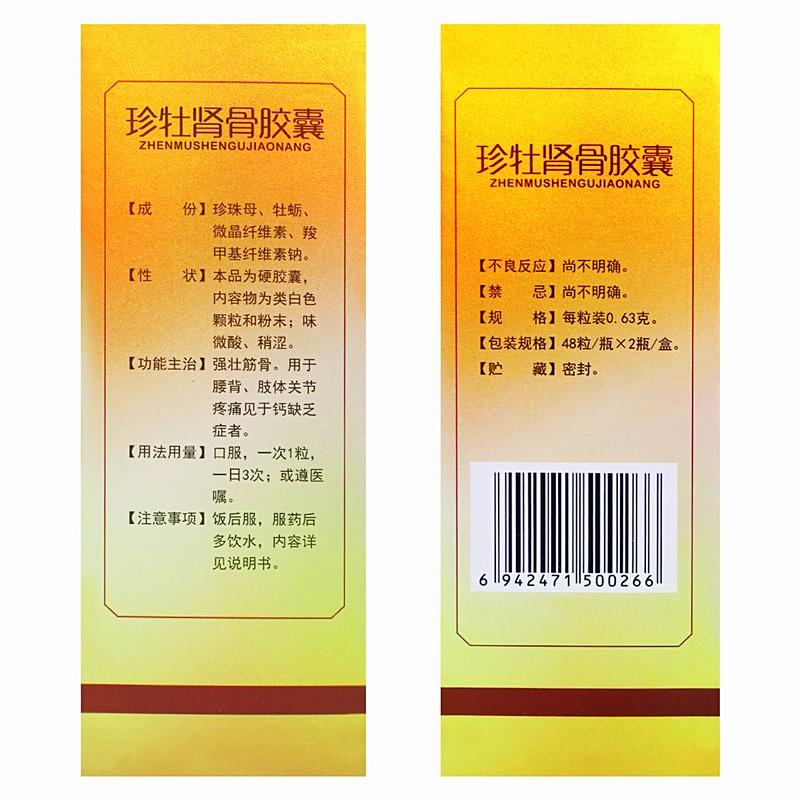 珍牡肾骨胶囊
ZHENMUSHENGUJIAONANG
【成　　份】珍珠母、牡蛎、
微晶纤维素、羧
甲基纤维素钠。
【性　　状】本品为硬胶囊，
内容物为类白色
颗粒和粉末；味
微酸、稍涩。
【功能主治】强壮筋骨。用于
腰背、肢体关节
疼痛见于钙缺乏
症者。
【用法用量】口服，一次1粒，
一日3次；或遵医
嘱。
【注意事项】饭后服，服药后
多饮水，内容详
见说明书。
珍牡肾骨胶囊
ZHENMUSHENGUJIAONANG
【不良反应】尚不明确。
【禁　　忌】尚不明确。
【规　　格】每粒装0.63克。
【包装规格】48粒/瓶×2瓶/盒。
【贮　　藏】密封。
6 942471 500266